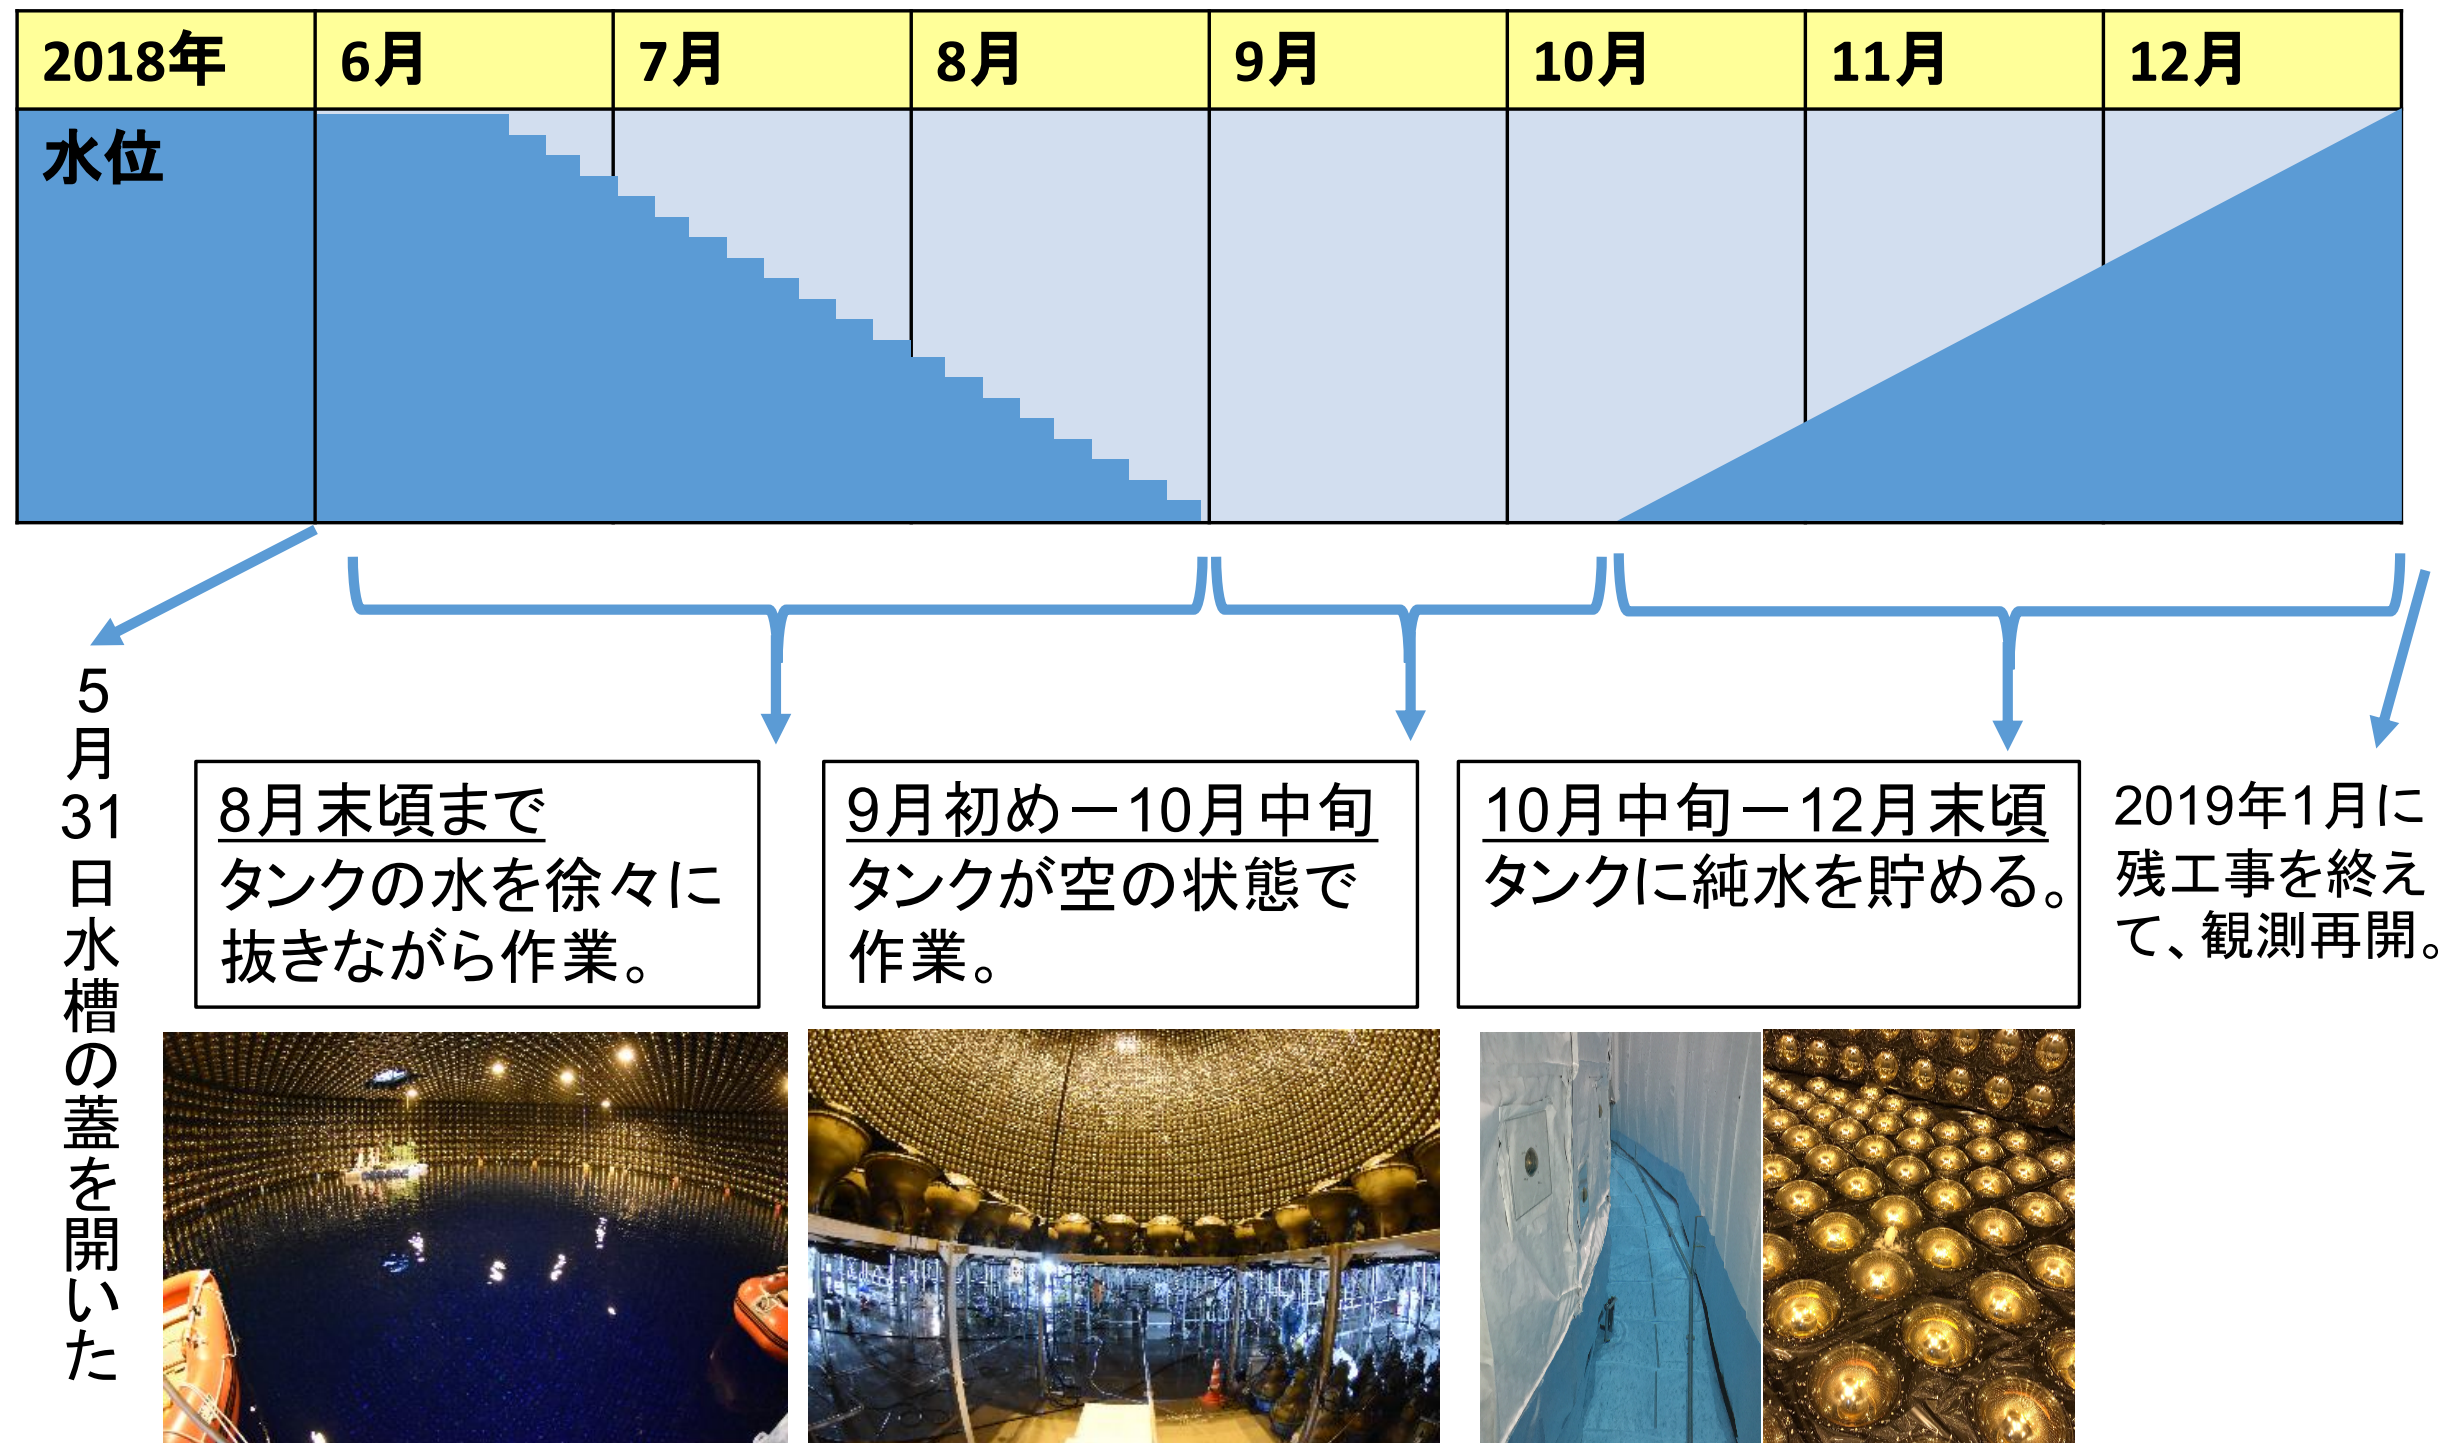 2018年 6月 7月 8月 9月 10月 11月 12月
水位
5月31日水槽の蓋を開いた
8月末頃まで
タンクの水を徐々に
抜きながら作業。
9月初め－10月中旬
タンクが空の状態で
作業。
10月中旬－12月末頃
タンクに純水を貯める。
2019年1月に
残工事を終え
て、観測再開。